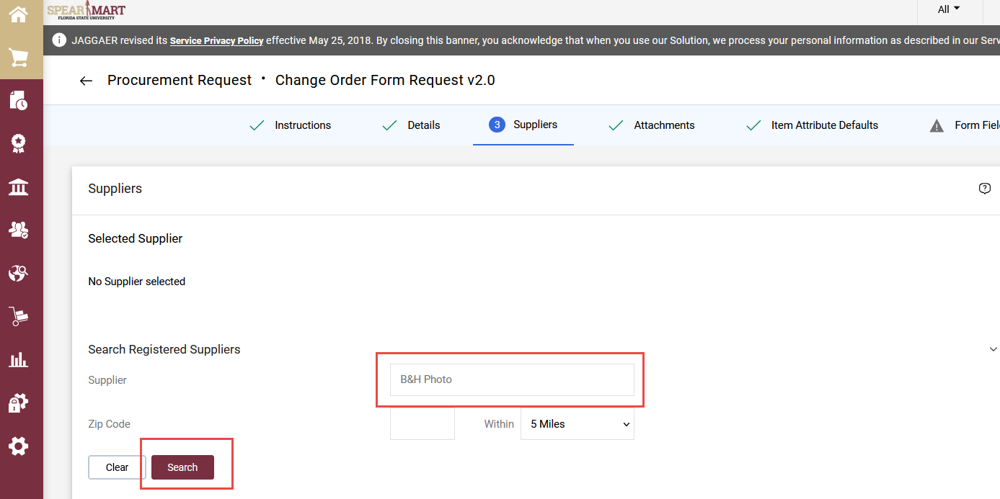 SPEAR MART
FLORIDA STATE UNIVERSITY
All
JAGGAER revised its Service Privacy Policy effective May 25, 2018. By closing this banner, you acknowledge that when you use our Solution, we process your personal information as described in our Serv
Procurement Request • Change Order Form Request v2.0
Instructions
Details
3 Suppliers
Attachments
Item Attribute Defaults
Form Fiel
Suppliers
?
Selected Supplier
No Supplier selected
Search Registered Suppliers
Supplier
B&H Photo
Zip Code
Within
5 Miles
Clear
Search